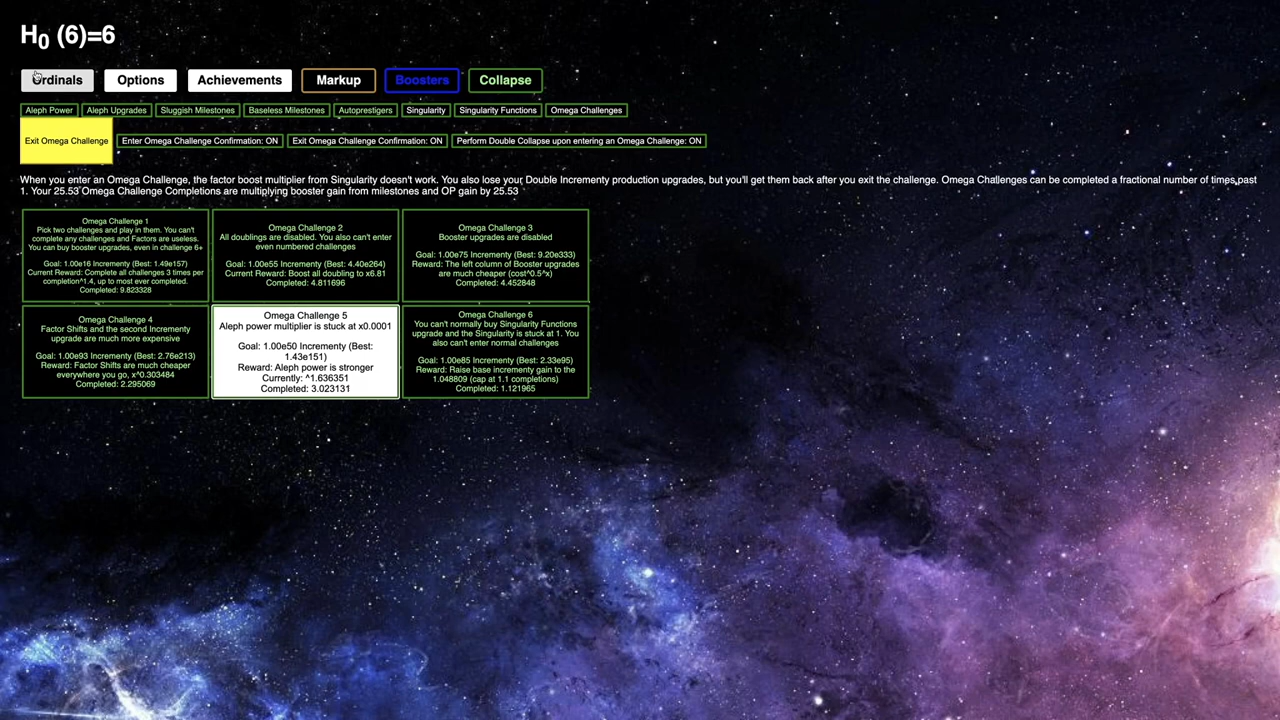 H0 (6)=6
Ordinals
Options
Achievements
Markup
Boosters
Collapse
Aleph Power
Aleph Upgrades
Sluggish Milestones
Baseless Milestones
Autoprestigers
Singularity
Singularity Functions
Omega Challenges
Exit Omega Challenge
Enter Omega Challenge Confirmation: ON
Exit Omega Challenge Confirmation: ON
Perform Double Collapse upon entering an Omega Challenge: ON
When you enter an Omega Challenge, the factor boost multiplier from Singularity doesn't work. You also lose your Double Incrementy production upgrades, but you'll get them back after you exit the challenge. Omega Challenges can be completed a fractional number of times past
1. Your 25.53 Omega Challenge Completions are multiplying booster gain from milestones and OP gain by 25.53
Omega Challenge 1
Pick two challenges and play in them. You can't
complete any challenges and Factors are useless.
You can buy booster upgrades, even in challenge 6+
Goal: 1.00e16 Incrementy (Best: 1.49e157)
Current Reward: Complete all challenges 3 times per
completion^1.4, up to most ever completed.
Completed: 9.823328
Omega Challenge 2
All doublings are disabled. You also can't enter
even numbered challenges
Goal: 1.00e55 Incrementy (Best: 4.40e264)
Current Reward: Boost all doubling to x6.81
Completed: 4.811696
Omega Challenge 3
Booster upgrades are disabled
Goal: 1.00e75 Incrementy (Best: 9.20e333)
Reward: The left column of Booster upgrades
are much cheaper (cost^0.5^x)
Completed: 4.452848
Omega Challenge 4
Factor Shifts and the second Incrementy
upgrade are much more expensive
Goal: 1.00e93 Incrementy (Best: 2.76e213)
Reward: Factor Shifts are much cheaper
everywhere you go, x^0.303484
Completed: 2.295069
Omega Challenge 5
Aleph power multiplier is stuck at x0.0001
Goal: 1.00e50 Incrementy (Best:
1.43e151)
Reward: Aleph power is stronger
Currently: ^1.636351
Completed: 3.023131
Omega Challenge 6
You can't normally buy Singularity Functions
upgrade and the Singularity is stuck at 1. You
also can't enter normal challenges
Goal: 1.00e85 Incrementy (Best: 2.33e95)
Reward: Raise base incrementy gain to the
1.048809 (cap at 1.1 completions)
Completed: 1.121965